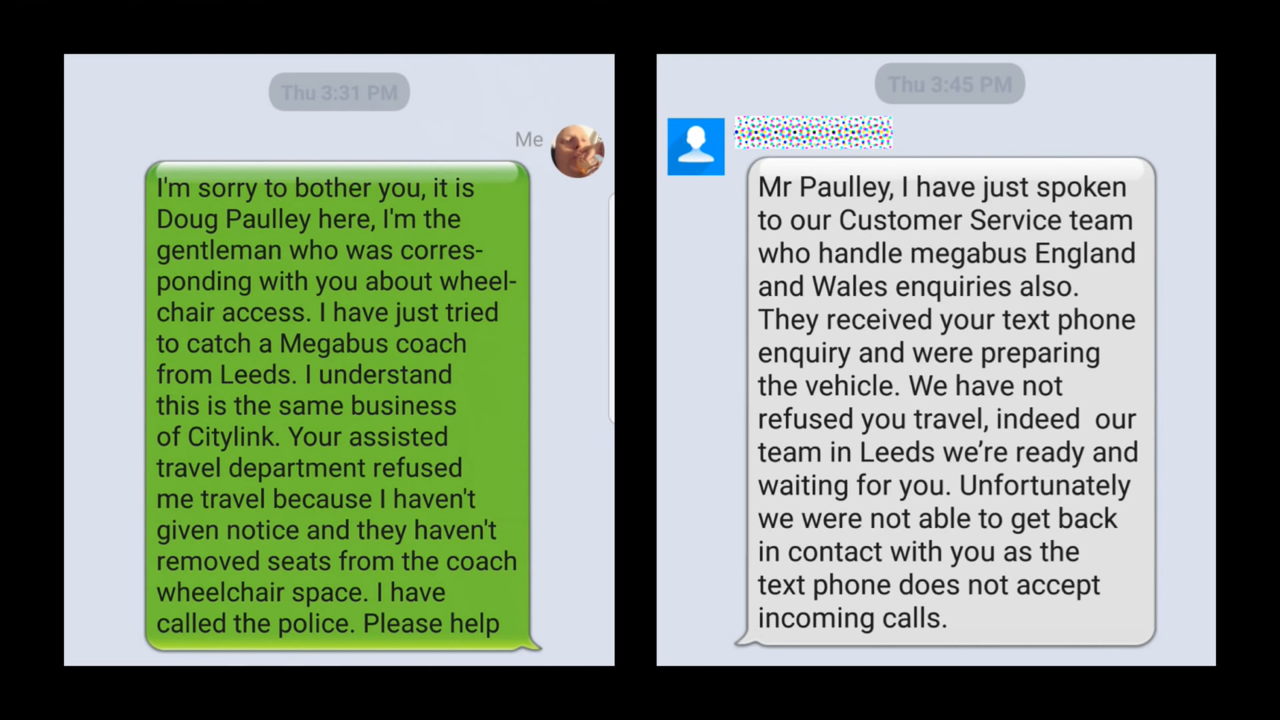 Thu 3:31 PM
Me
I'm sorry to bother you, it is
Doug Paulley here, I'm the
gentleman who was corres-
ponding with you about wheel-
chair access. I have just tried
to catch a Megabus coach
from Leeds. I understand
this is the same business
of Citylink. Your assisted
travel department refused
me travel because I haven't
given notice and they haven't
removed seats from the coach
wheelchair space. I have
called the police. Please help
Thu 3:45 PM
Mr Paulley, I have just spoken
to our Customer Service team
who handle megabus England
and Wales enquiries also.
They received your text phone
enquiry and were preparing
the vehicle. We have not
refused you travel, indeed  our
team in Leeds we’re ready and
waiting for you. Unfortunately
we were not able to get back
in contact with you as the
text phone does not accept
incoming calls.